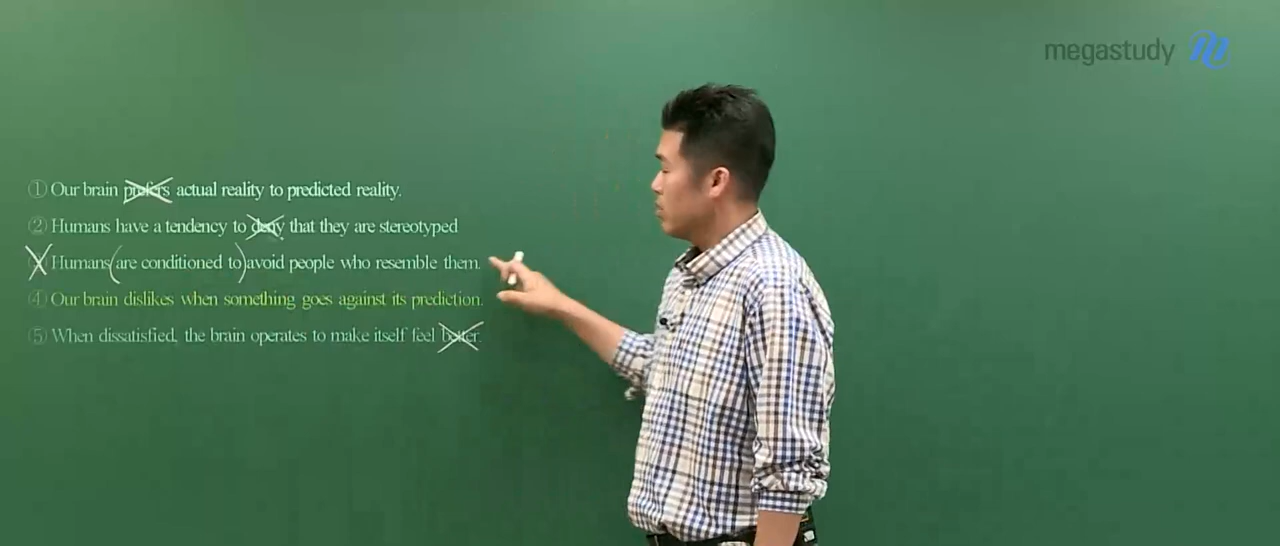 megastudy
① Our brain prefers actual reality to predicted reality.
② Humans have a tendency to deny that they are stereotyped
Humans (are conditioned to) avoid people who resemble them.
④ Our brain dislikes when something goes against its prediction.
⑤ When dissatisfied, the brain operates to make itself feel better.